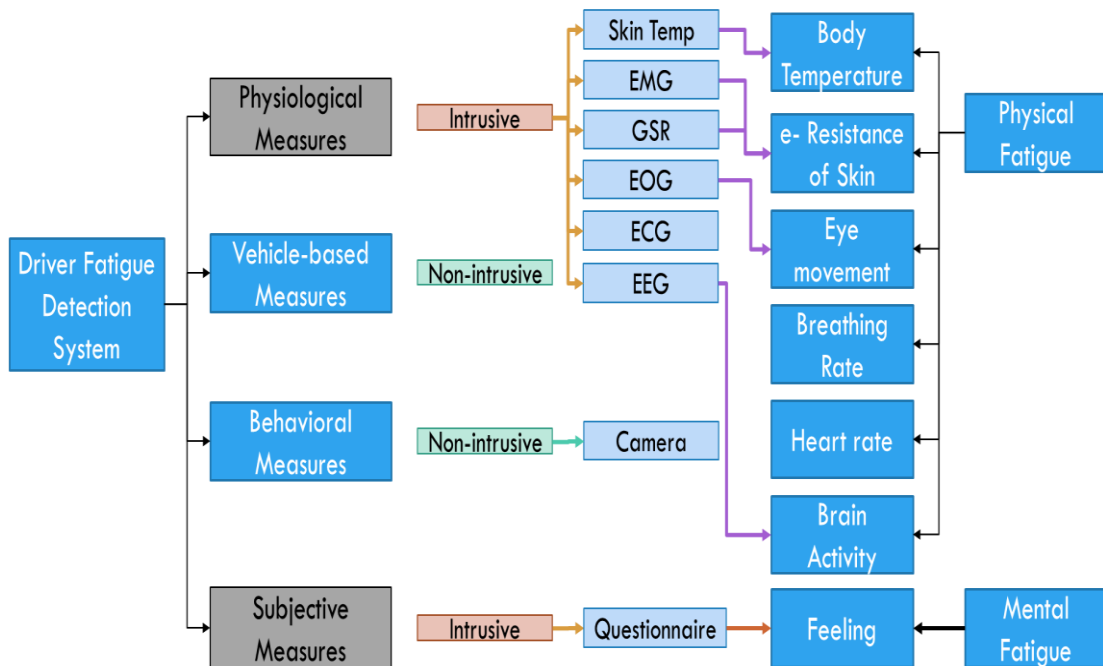 Driver Fatigue
Detection
System
Physiological
Measures
Vehicle-based
Measures
Behavioral
Measures
Subjective
Measures
Intrusive
Non-intrusive
Non-intrusive
Intrusive
Skin Temp
EMG
GSR
EOG
ECG
EEG
Camera
Questionnaire
Body
Temperature
e- Resistance
of Skin
Eye
movement
Breathing
Rate
Heart rate
Brain
Activity
Feeling
Physical
Fatigue
Mental
Fatigue